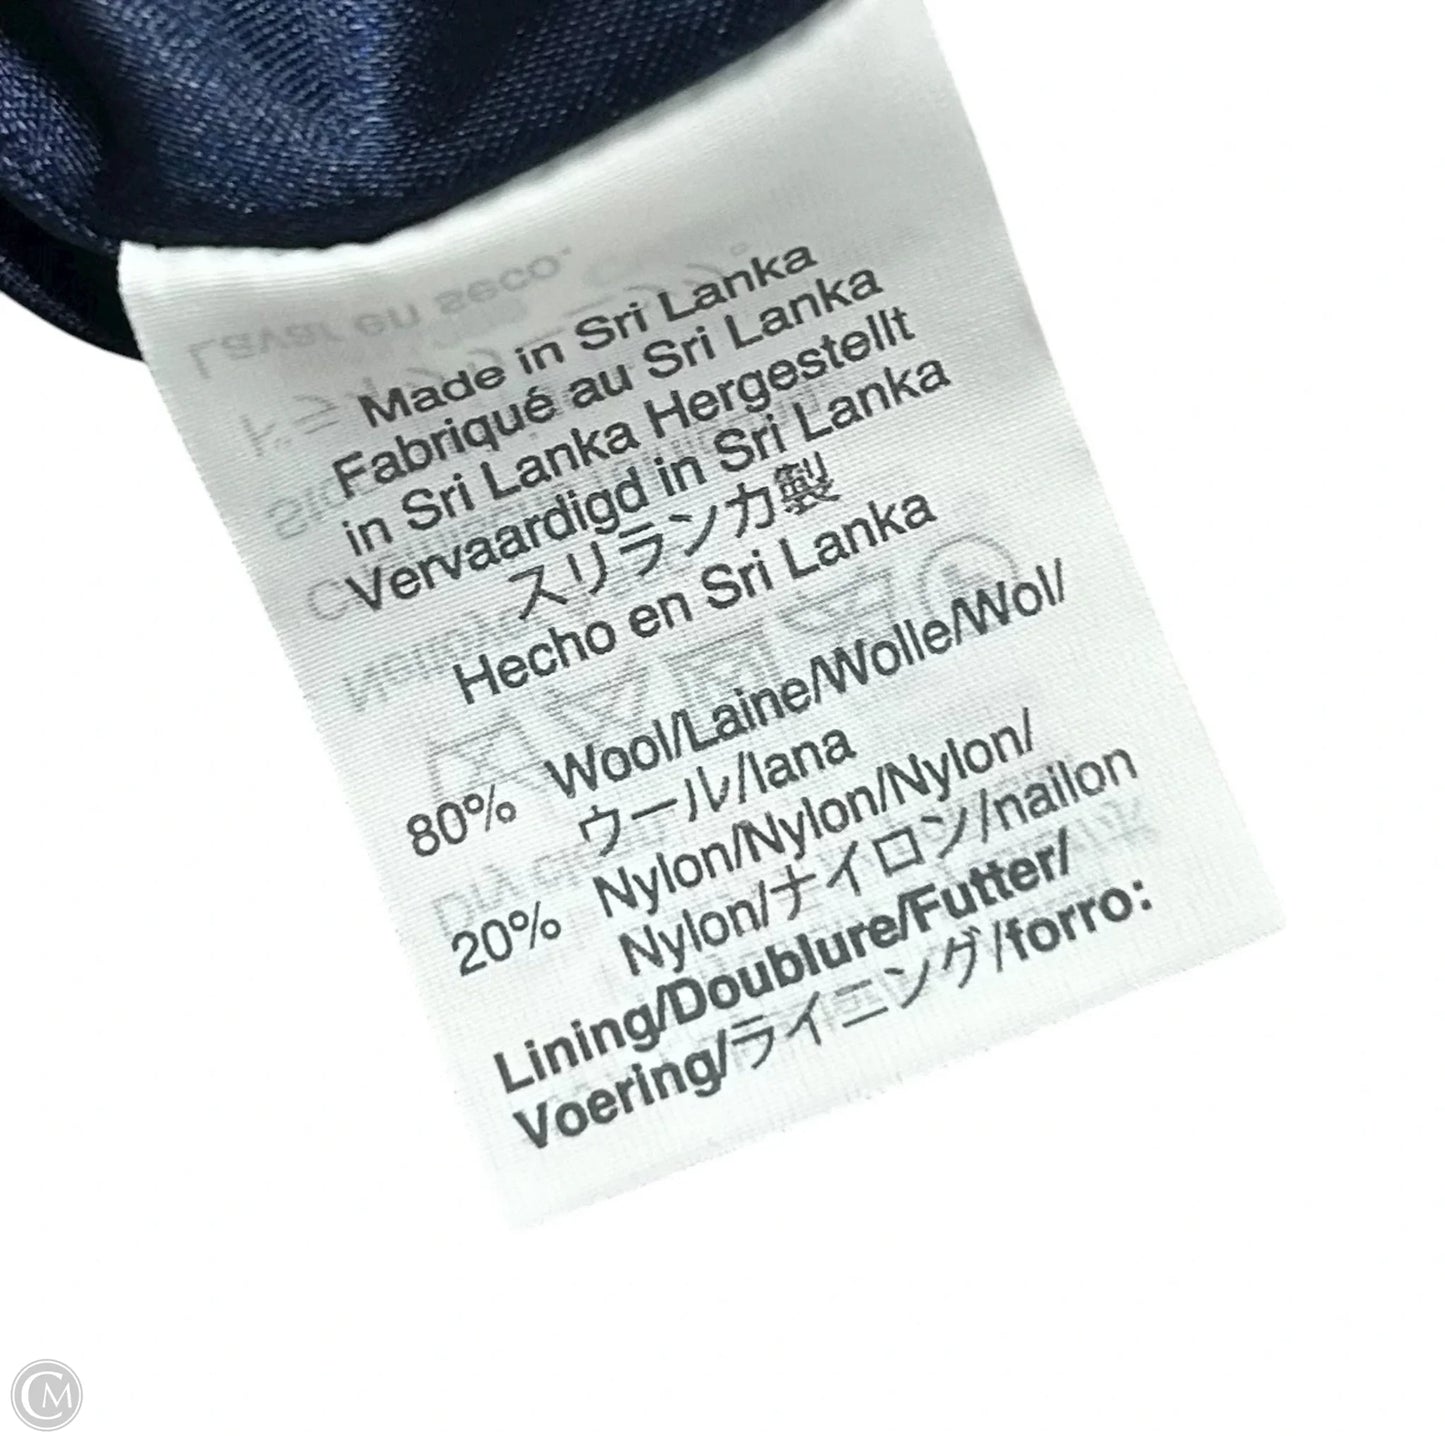 Made in Sri Lanka
Fabriqué au Sri Lanka
in Sri Lanka Hergestellt
Vervaardigd in Sri Lanka
スリランカ製
Hecho en Sri Lanka
80% Wool/Laine/Wolle/Wol/
ウール/lana
20% Nylon/Nylon/Nylon/
Nylon/ナイロン/nailon
Lining/Doublure/Futter/
Voering/ライニング/forro:
CM